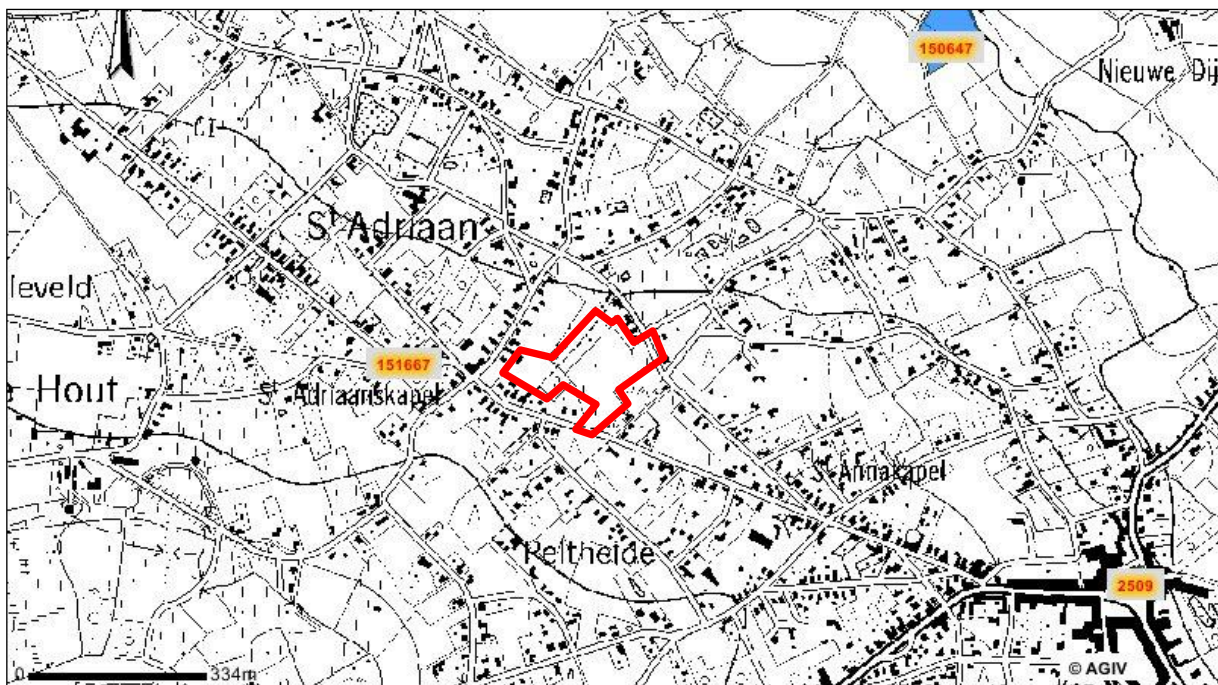 150647
Nieuwe Dij
St Adriaan
leveld
151667
e Hout
St Adriaanskapel
St Annakapel
Peltheide
2509
0 334m
© AGIV